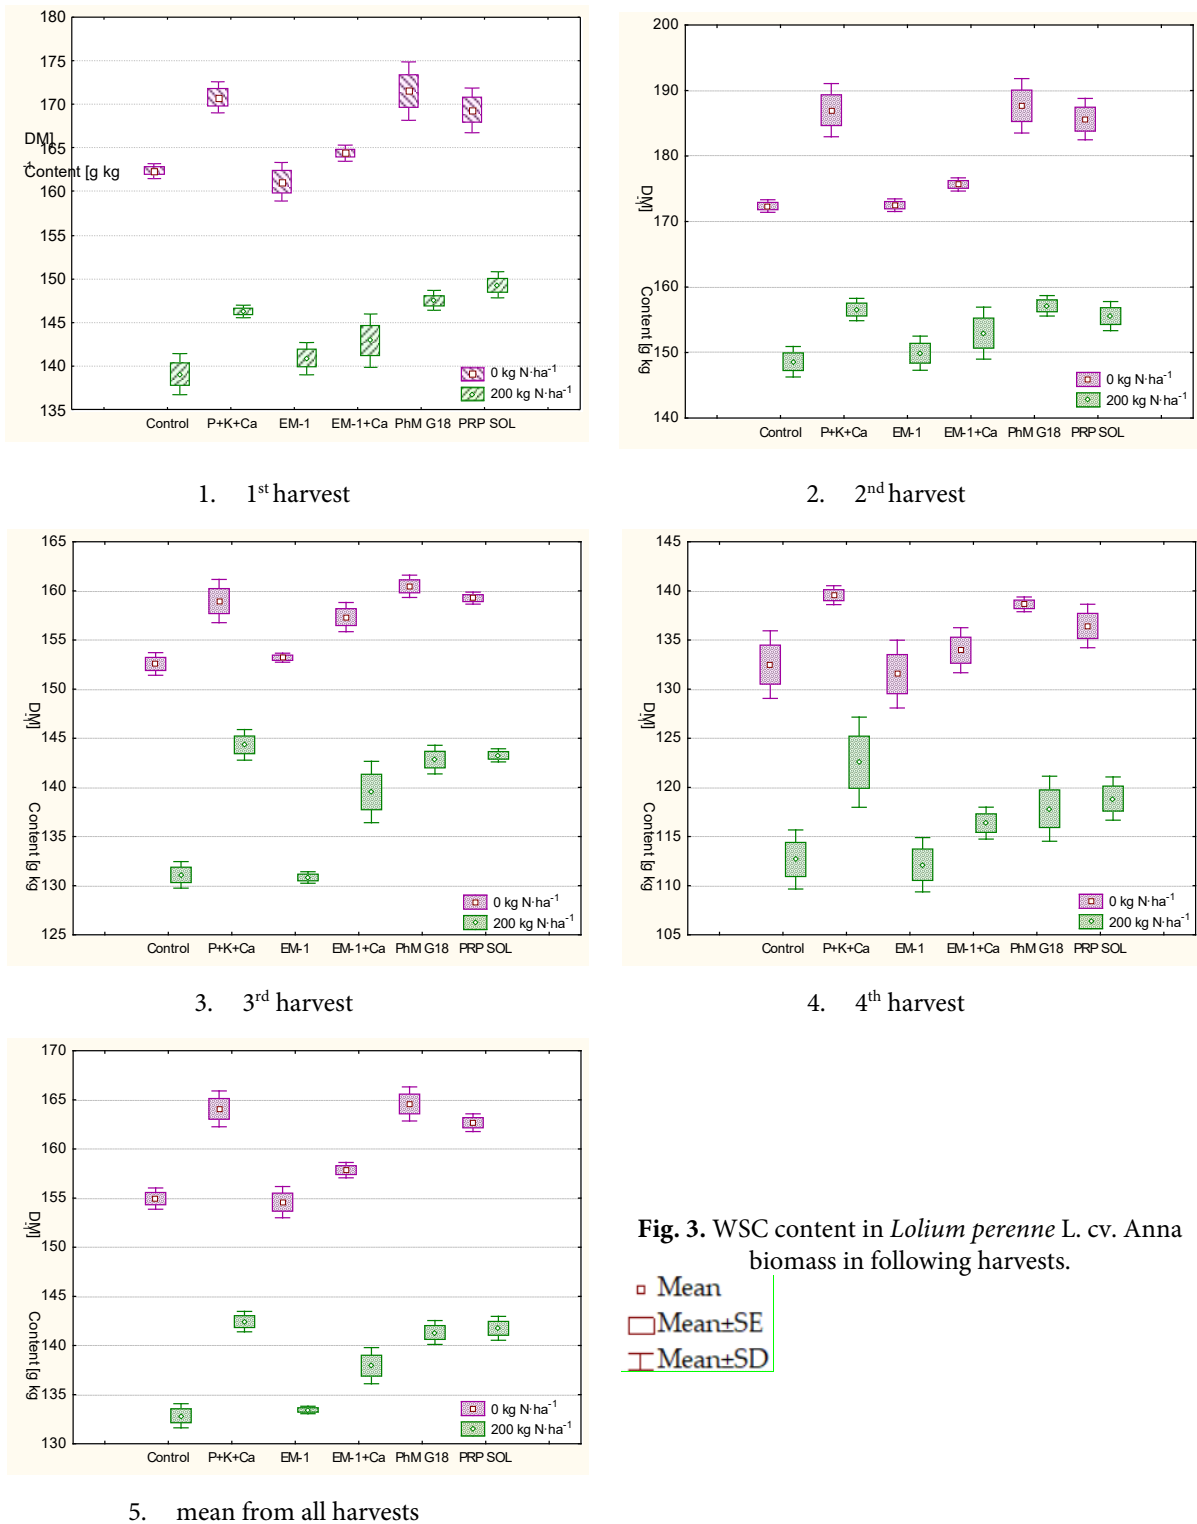 180
175
170
DM]
165
-1
Content [g kg
160
155
150
145
140
135
0 kg N·ha-1
200 kg N·ha-1
Control P+K+Ca EM-1 EM-1+Ca PhM G18 PRP SOL
1. 1st harvest
200
190
180
DM]
170
160
Content [g kg
150
140
0 kg N·ha-1
200 kg N·ha-1
Control P+K+Ca EM-1 EM-1+Ca PhM G18 PRP SOL
2. 2nd harvest
165
160
155
150
DM]
145
140
Content [g kg
135
130
125
0 kg N·ha-1
200 kg N·ha-1
Control P+K+Ca EM-1 EM-1+Ca PhM G18 PRP SOL
3. 3rd harvest
145
140
135
130
DM]
125
120
Content [g kg
115
110
105
0 kg N·ha-1
200 kg N·ha-1
Control P+K+Ca EM-1 EM-1+Ca PhM G18 PRP SOL
4. 4th harvest
170
165
160
155
DM]
150
145
Content [g kg
140
135
130
0 kg N·ha-1
200 kg N·ha-1
Control P+K+Ca EM-1 EM-1+Ca PhM G18 PRP SOL
5. mean from all harvests
Fig. 3. WSC content in Lolium perenne L. cv. Anna
biomass in following harvests.
Mean
Mean±SE
Mean±SD